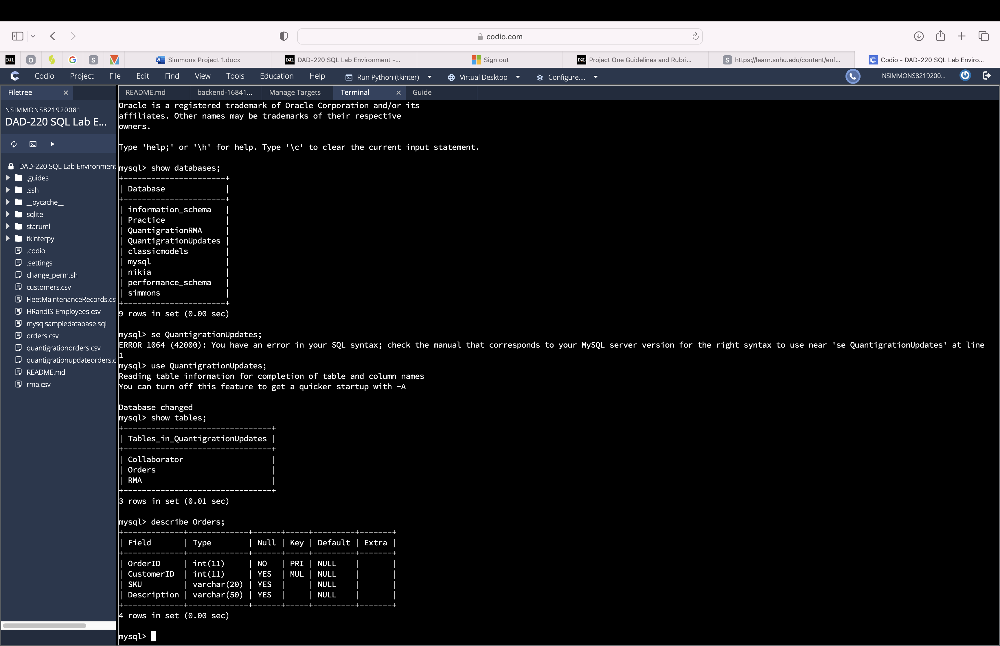 codio.com
D2L
O
G
S
W Simmons Project 1.docx
D2L DAD-220 SQL Lab Environment -...
Sign out
D2L Project One Guidelines and Rubri...
S https://learn.snhu.edu/content/enf...
C Codio - DAD-220 SQL Lab Enviro...
Codio Project File Edit Find View Tools Education Help Run Python (tkinter) Virtual Desktop Configure.... NSIMMONS8219200...
Filetree
README.md backend-16841... Manage Targets Terminal Guide
NSIMMONS821920081
DAD-220 SQL Lab E...
DAD-220 SQL Lab Environment
.guides
.ssh
__pycache__
sqlite
staruml
tkinterpy
.codio
.settings
change_perm.sh
customers.csv
FleetMaintenanceRecords.cs
HRandIS-Employees.csv
mysqlsampledatabase.sql
orders.csv
quantigrationorders.csv
quantigrationupdateorders.c
README.md
rma.csv
Oracle is a registered trademark of Oracle Corporation and/or its
affiliates. Other names may be trademarks of their respective
owners.
Type 'help;' or '\h' for help. Type '\c' to clear the current input statement.
mysql> show databases;
+----------------------+
| Database             |
+----------------------+
| information_schema   |
| Practice             |
| QuantigrationRMA     |
| QuantigrationUpdates |
| classicmodels        |
| mysql                |
| nikia                |
| performance_schema   |
| simmons              |
+----------------------+
9 rows in set (0.00 sec)
mysql> se QuantigrationUpdates;
ERROR 1064 (42000): You have an error in your SQL syntax; check the manual that corresponds to your MySQL server version for the right syntax to use near 'se QuantigrationUpdates' at line
1
mysql> use QuantigrationUpdates;
Reading table information for completion of table and column names
You can turn off this feature to get a quicker startup with -A
Database changed
mysql> show tables;
+--------------------------------+
| Tables_in_QuantigrationUpdates |
+--------------------------------+
| Collaborator                   |
| Orders                         |
| RMA                            |
+--------------------------------+
3 rows in set (0.01 sec)
mysql> describe Orders;
+-------------+-------------+------+-----+---------+-------+
| Field       | Type        | Null | Key | Default | Extra |
+-------------+-------------+------+-----+---------+-------+
| OrderID     | int(11)     | NO   | PRI | NULL    |       |
| CustomerID  | int(11)     | YES  | MUL | NULL    |       |
| SKU         | varchar(20) | YES  |     | NULL    |       |
| Description | varchar(50) | YES  |     | NULL    |       |
+-------------+-------------+------+-----+---------+-------+
4 rows in set (0.00 sec)
mysql>